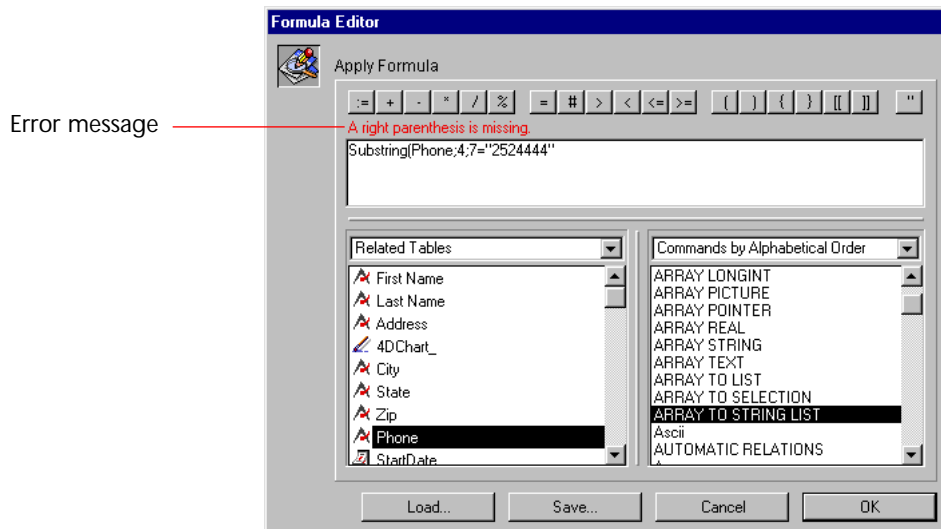 Formula Editor
Apply Formula
:= + - * / % = # > < <= >= ( ) { } [[ ]] "
Error message
A right parenthesis is missing.
Substring(Phone;4;7="2524444"
Related Tables
First Name
Last Name
Address
4DChart_
City
State
Zip
Phone
StartDate
Commands by Alphabetical Order
ARRAY LONGINT
ARRAY PICTURE
ARRAY POINTER
ARRAY REAL
ARRAY STRING
ARRAY TEXT
ARRAY TO LIST
ARRAY TO SELECTION
ARRAY TO STRING LIST
Ascii
AUTOMATIC RELATIONS
Load...
Save...
Cancel
OK